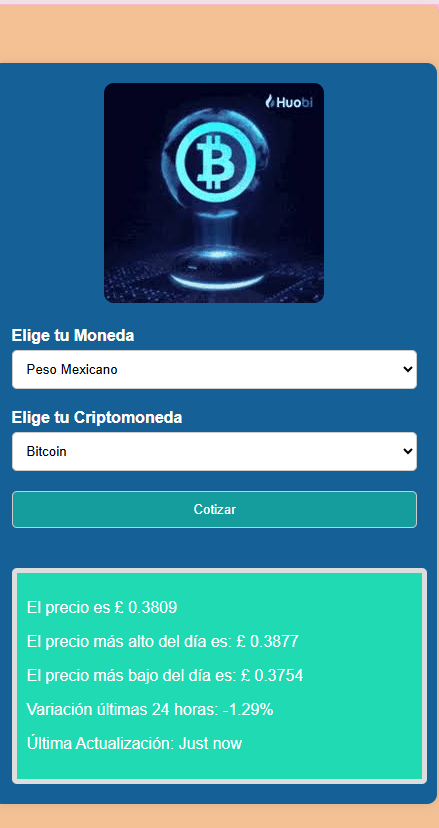 Huobi
Elige tu Moneda
Peso Mexicano
Elige tu Criptomoneda
Bitcoin
Cotizar
El precio es £ 0.3809
El precio más alto del día es: £ 0.3877
El precio más bajo del día es: £ 0.3754
Variación últimas 24 horas: -1.29%
Última Actualización: Just now